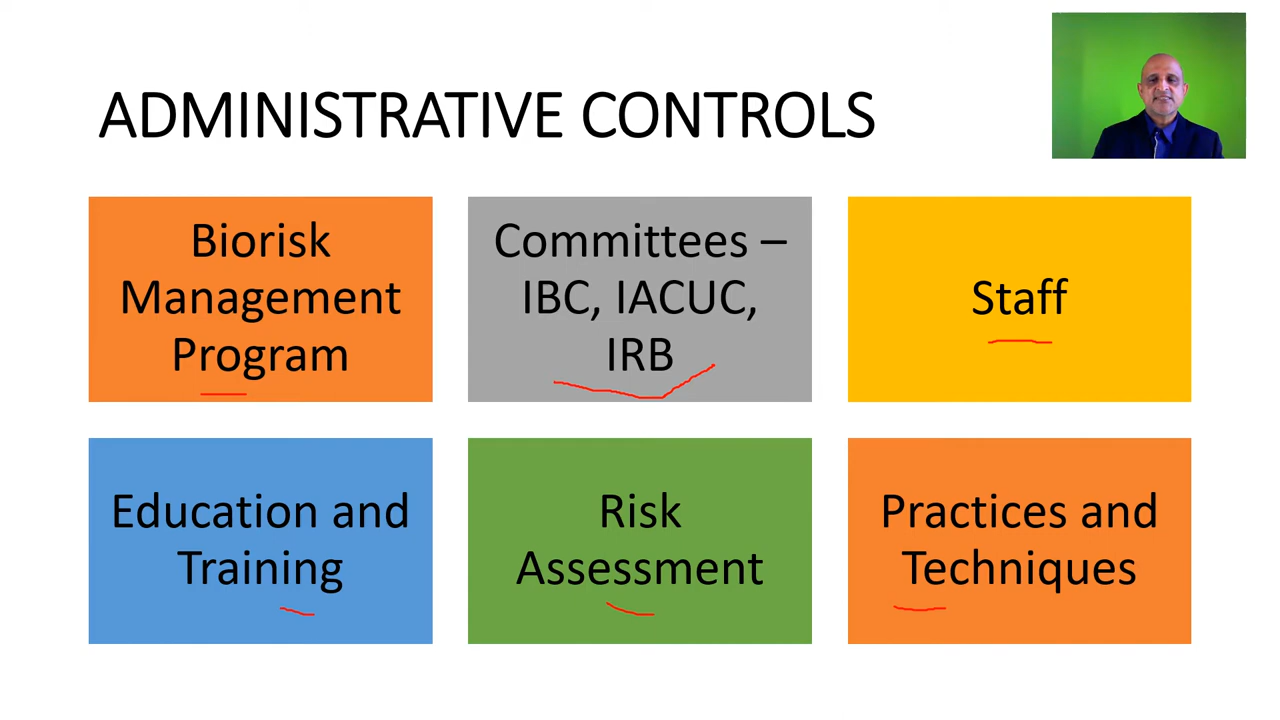 ADMINISTRATIVE CONTROLS
Biorisk
Management
Program
Committees –
IBC, IACUC,
IRB
Staff
Education and
Training
Risk
Assessment
Practices and
Techniques